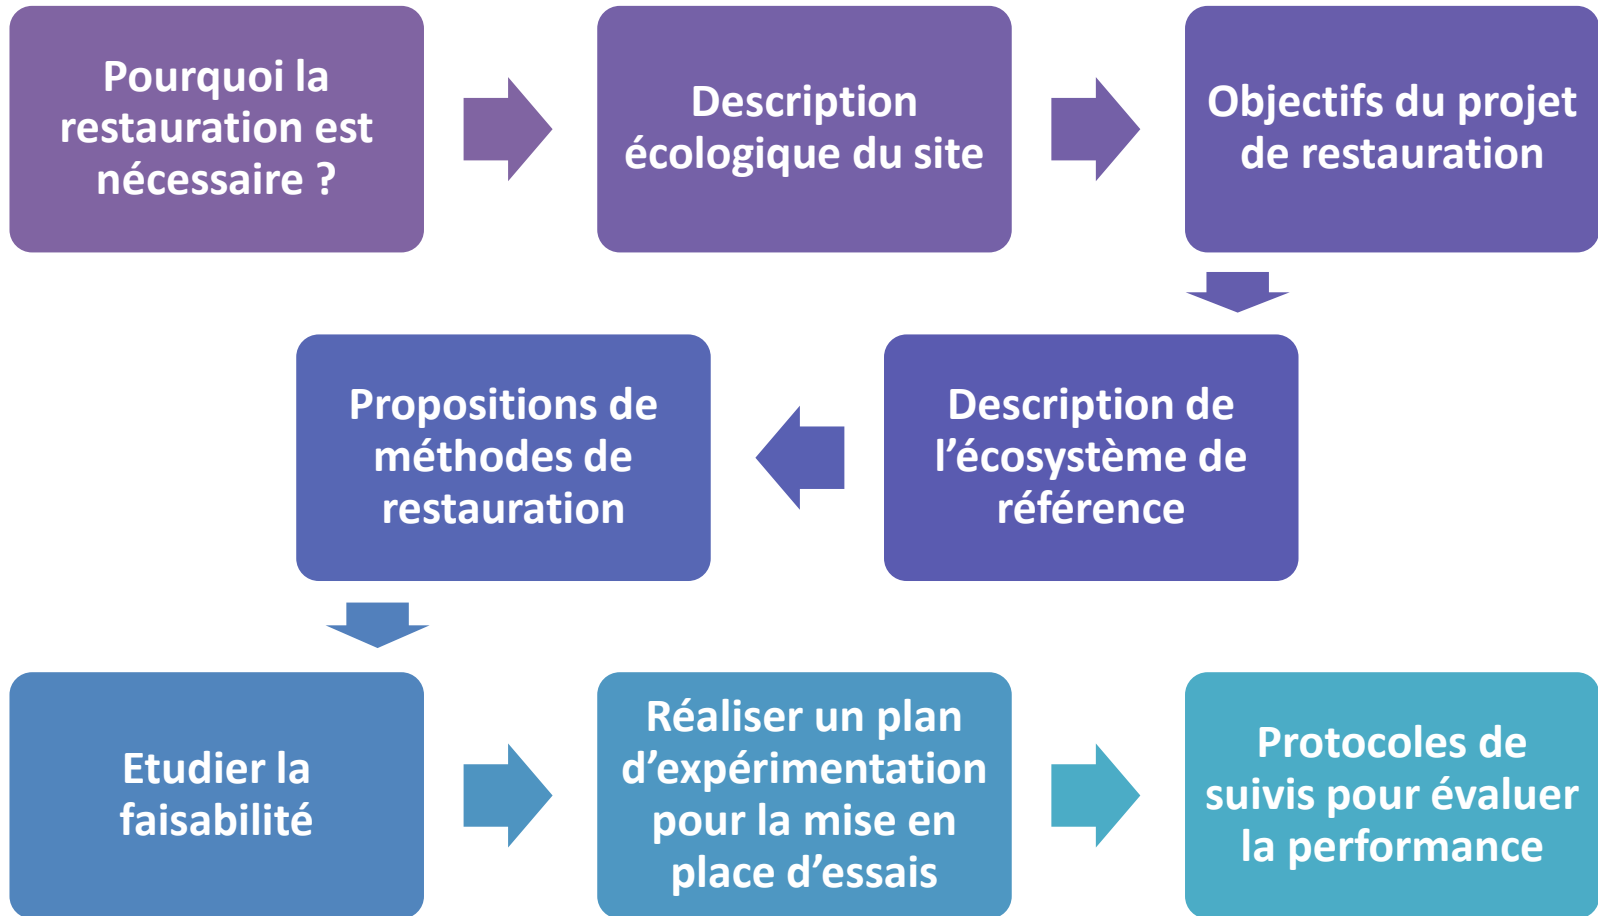 Pourquoi la
restauration est
nécessaire ?
Description
écologique du site
Objectifs du projet
de restauration
Description de
l’écosystème de
référence
Propositions de
méthodes de
restauration
Etudier la
faisabilité
Réaliser un plan
d’expérimentation
pour la mise en
place d’essais
Protocoles de
suivis pour évaluer
la performance